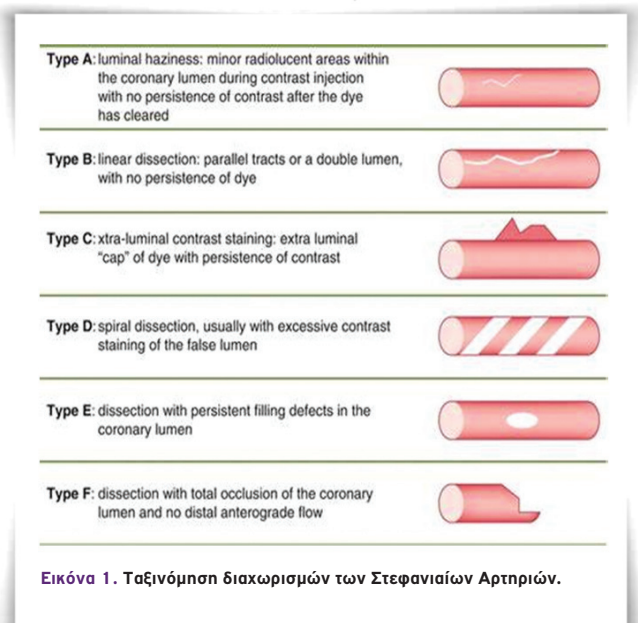 Type A: luminal haziness: minor radiolucent areas within
the coronary lumen during contrast injection
with no persistence of contrast after the dye
has cleared
Type B: linear dissection: parallel tracts or a double lumen,
with no persistence of dye
Type C: xtra-luminal contrast staining: extra luminal
“cap” of dye with persistence of contrast
Type D: spiral dissection, usually with excessive contrast
staining of the false lumen
Type E: dissection with persistent filling defects in the
coronary lumen
Type F: dissection with total occlusion of the coronary
lumen and no distal anterograde flow
Εικόνα 1. Ταξινόμηση διαχωρισμών των Στεφανιαίων Αρτηριών.